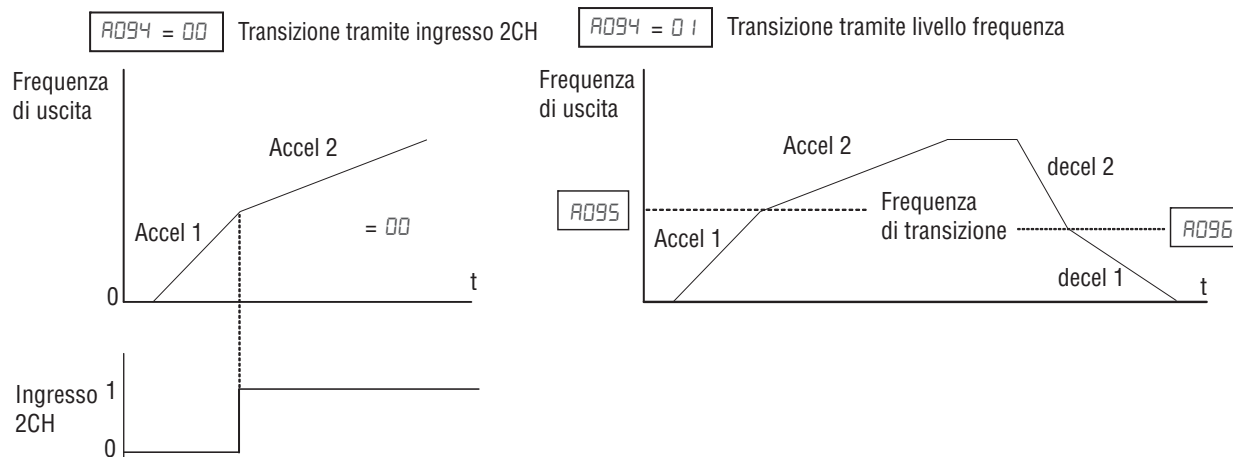 A094 = 00 Transizione tramite ingresso 2CH
Frequenza
di uscita
Accel 2
Accel 1
= 00
0
t
Ingresso
2CH
1
0
A094 = 01 Transizione tramite livello frequenza
Frequenza
di uscita
Accel 2
decel 2
A095
Frequenza
di transizione
A096
Accel 1
decel 1
t